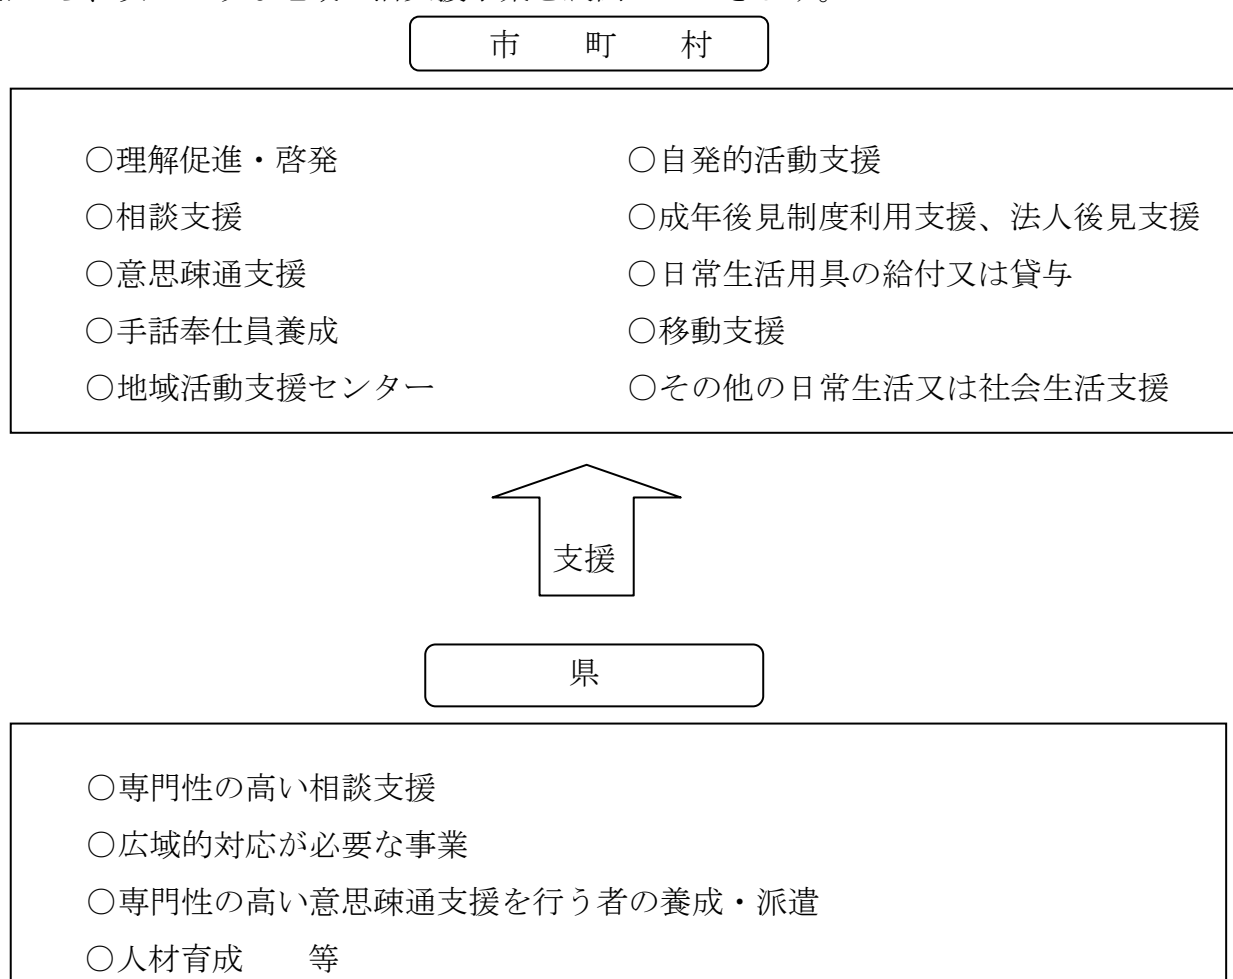 市　町　村
○理解促進・啓発　○自発的活動支援
○相談支援　○成年後見制度利用支援、法人後見支援
○意思疎通支援　○日常生活用具の給付又は貸与
○手話奉仕員養成　○移動支援
○地域活動支援センター　○その他の日常生活又は社会生活支援
支援
県
○専門性の高い相談支援
○広域的対応が必要な事業
○専門性の高い意思疎通支援を行う者の養成・派遣
○人材育成　等